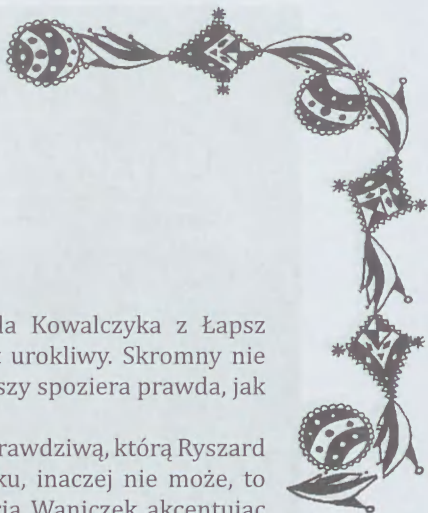 la Kowalczyka z Łapsz
urokliwy. Skromny nie
szy spoziera prawda, jak
rawdziwą, którą Ryszard
ku, inaczej nie może, to
Waniczek akcentując